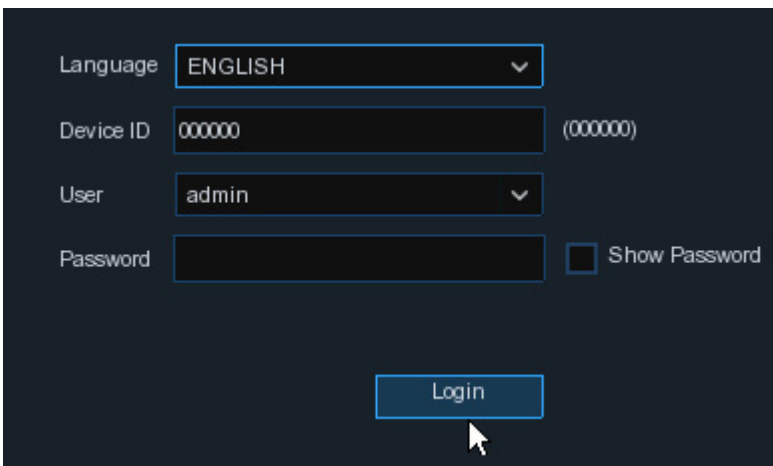 Language ENGLISH
Device ID 000000 (000000)
User admin
Password Show Password
Login